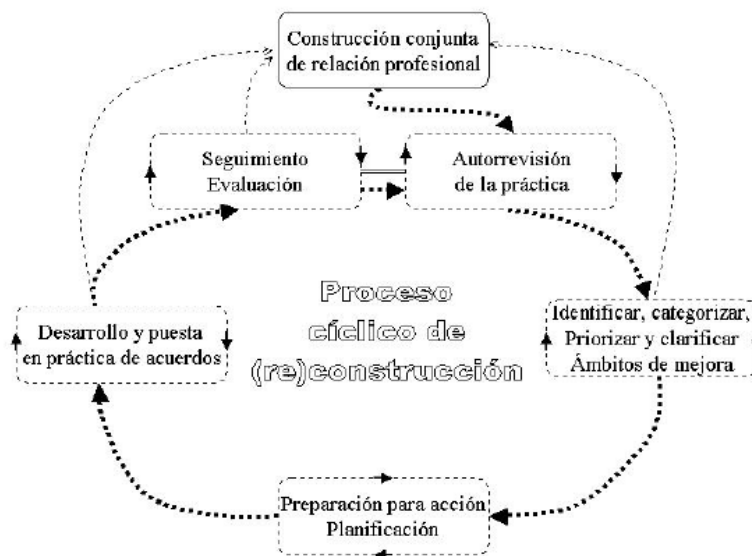 Construcción conjunta
de relación profesional
Seguimiento
Evaluación
Autorrevisión
de la práctica
Proceso
cíclico de
(re)construcción
Desarrollo y puesta
en práctica de acuerdos
Identificar, categorizar,
Priorizar y clarificar
Ámbitos de mejora
Preparación para acción
Planificación